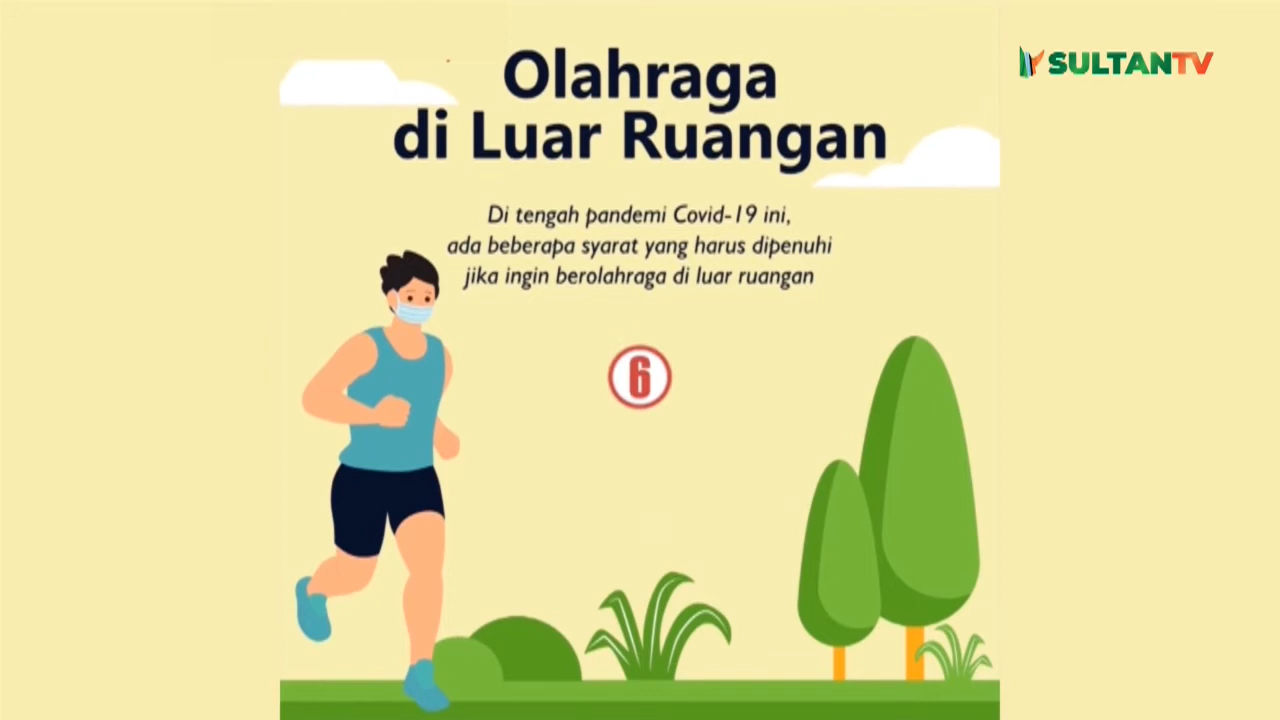 SULTANTV
Olahraga
di Luar Ruangan
Di tengah pandemi Covid-19 ini,
ada beberapa syarat yang harus dipenuhi
jika ingin berolahraga di luar ruangan
6